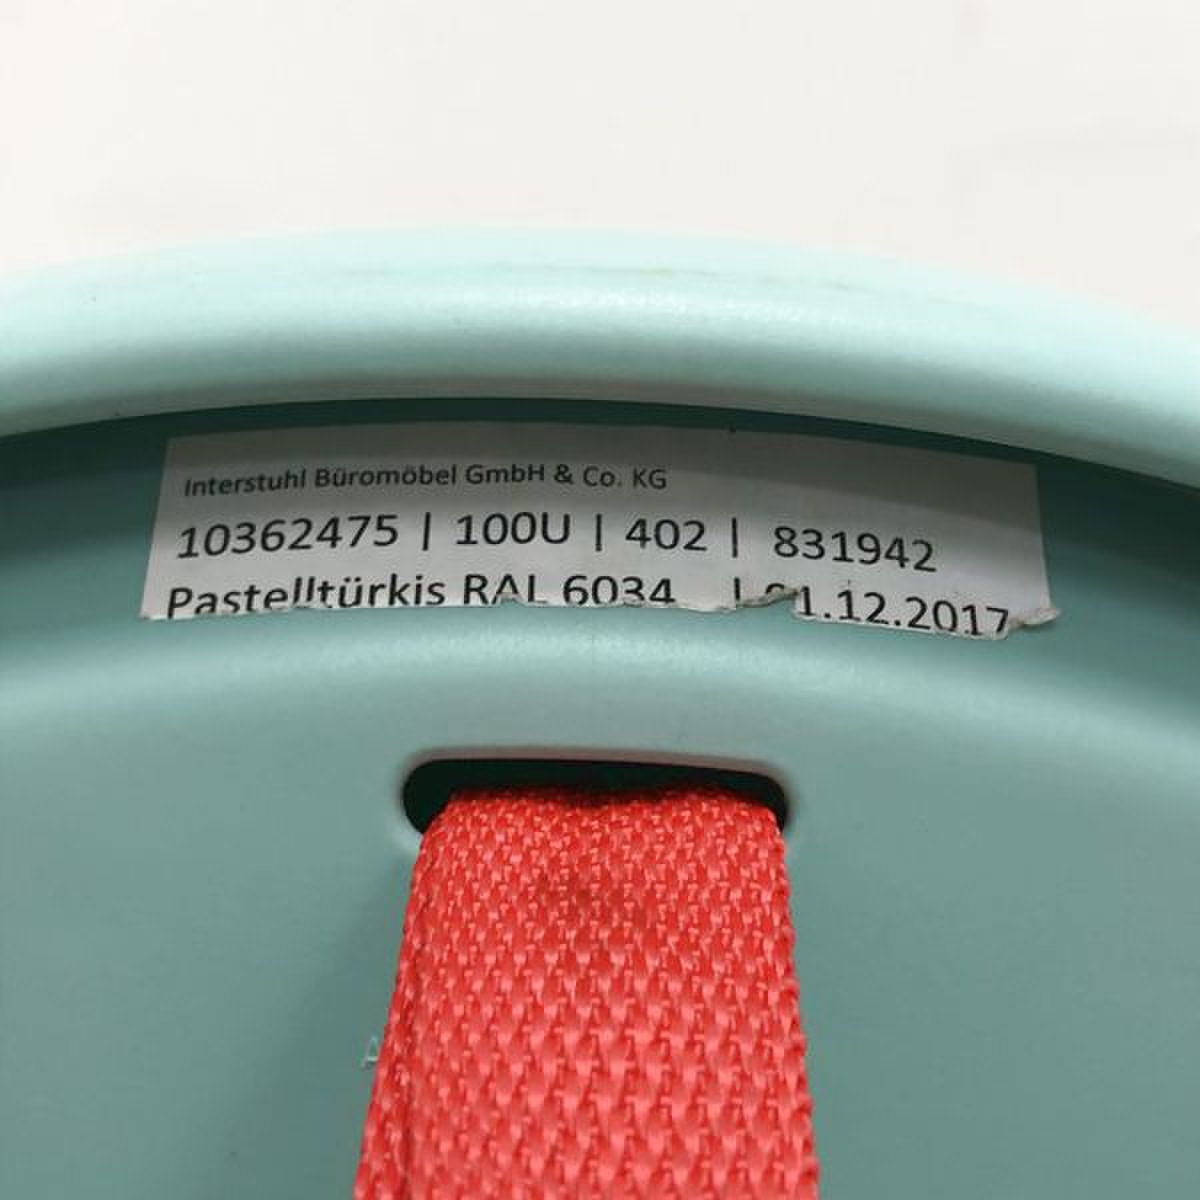 Interstuhl Büromöbel GmbH & Co. KG
10362475 | 100U | 402 | 831942
Pastelltürkis RAL 6034 |